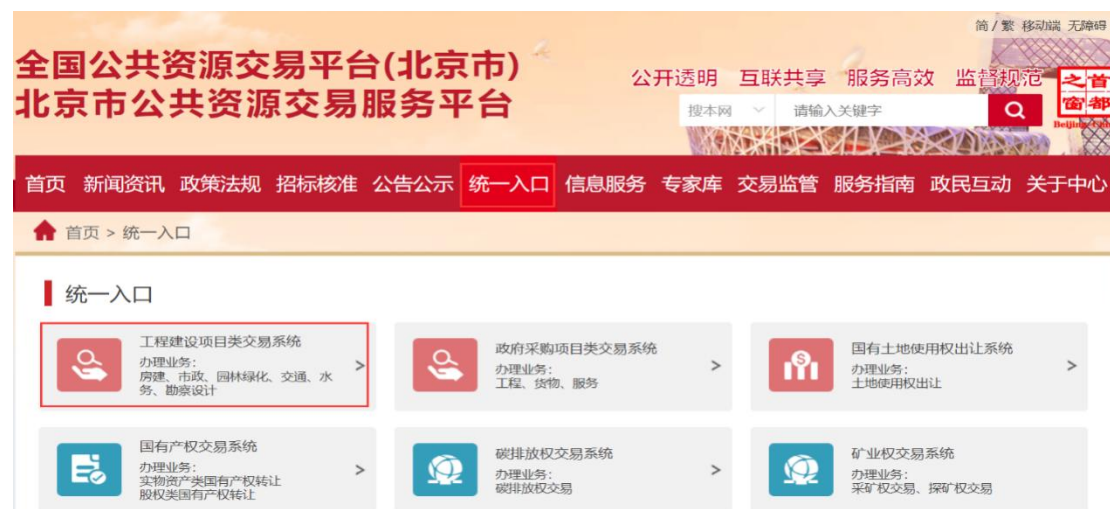 简/繁 移动端 无障碍
全国公共资源交易平台(北京市)
北京市公共资源交易服务平台
公开透明 互联共享 服务高效 监督规范
搜本网 请输入关键字
之首
窗都
首页 新闻资讯 政策法规 招标核准 公告公示 统一入口 信息服务 专家库 交易监管 服务指南 政民互动 关于中心
首页 > 统一入口
统一入口
工程建设项目类交易系统
办理业务:
房建、市政、园林绿化、交通、水
务、勘察设计
>
政府采购项目类交易系统
办理业务:
工程、货物、服务
>
国有土地使用权出让系统
办理业务:
土地使用权出让
>
国有产权交易系统
办理业务:
实物资产类国有产权转让
股权类国有产权转让
>
碳排放权交易系统
办理业务:
碳排放权交易
>
矿业权交易系统
办理业务:
采矿权交易、探矿权交易